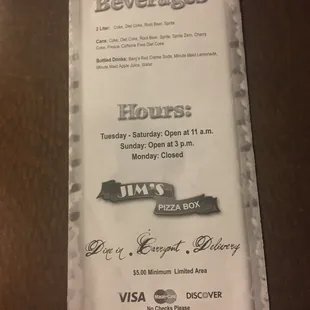 Beverages
2 Liter: Coke, Diet Coke, Root Beer, Sprite
Cans: Coke, Diet Coke, Root Beer, Sprite, Sprite Zero, Cherry
Coke, Fresca, Caffeine Free Diet Coke
Bottled Drinks: Barq's Red Creme Soda, Minute Maid Lemonade,
Minute Maid Apple Juice, Water
Hours:
Tuesday - Saturday: Open at 11 a.m.
Sunday: Open at 3 p.m.
Monday: Closed
JIM'S
PIZZA BOX
Dine in . Carryout . Delivery
$5.00 Minimum Limited Area
VISA MasterCard DISCOVER
No Checks Please